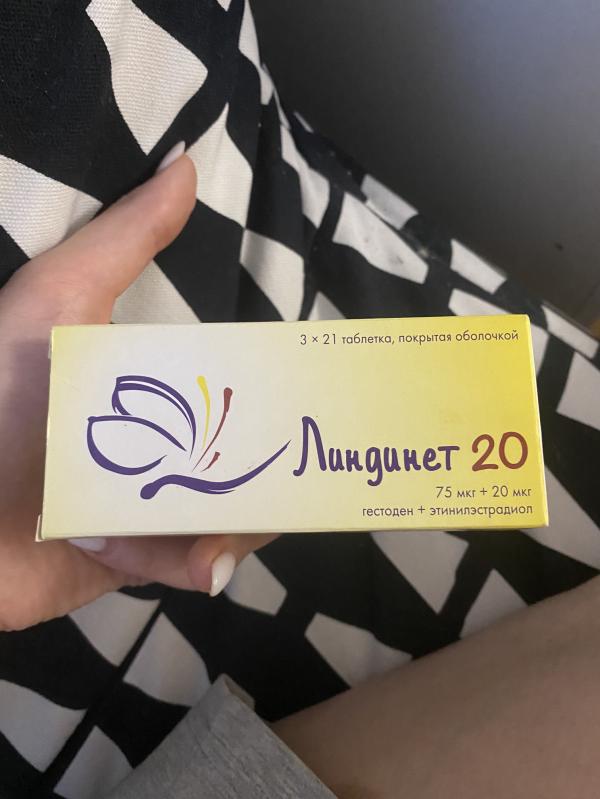 3 × 21 таблетка, покрытая оболочкой
Линдинет 20
75 мкг + 20 мкг
гестоден + этинилэстрадиол